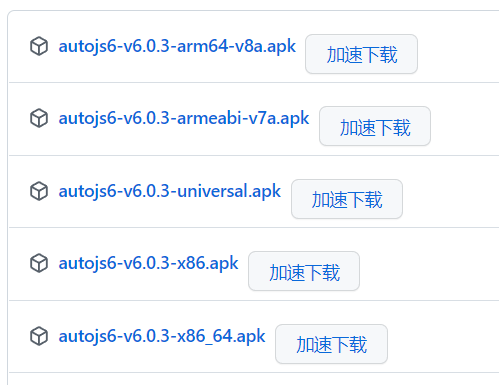 autojs6-v6.0.3-arm64-v8a.apk 加速下载
autojs6-v6.0.3-armeabi-v7a.apk 加速下载
autojs6-v6.0.3-universal.apk 加速下载
autojs6-v6.0.3-x86.apk 加速下载
autojs6-v6.0.3-x86_64.apk 加速下载